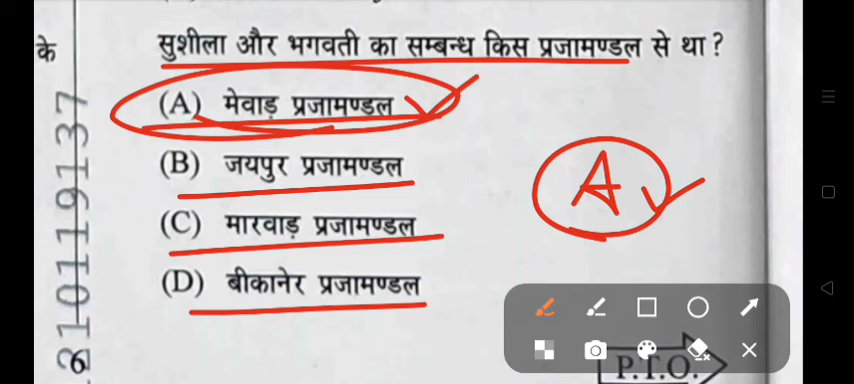 के
सुशीला और भगवती का सम्बन्ध किस प्रजामण्डल से था ?
(A) मेवाड़ प्रजामण्डल
(B) जयपुर प्रजामण्डल
(C) मारवाड़ प्रजामण्डल
(D) बीकानेर प्रजामण्डल
A
2101119137
6
P.T.O.